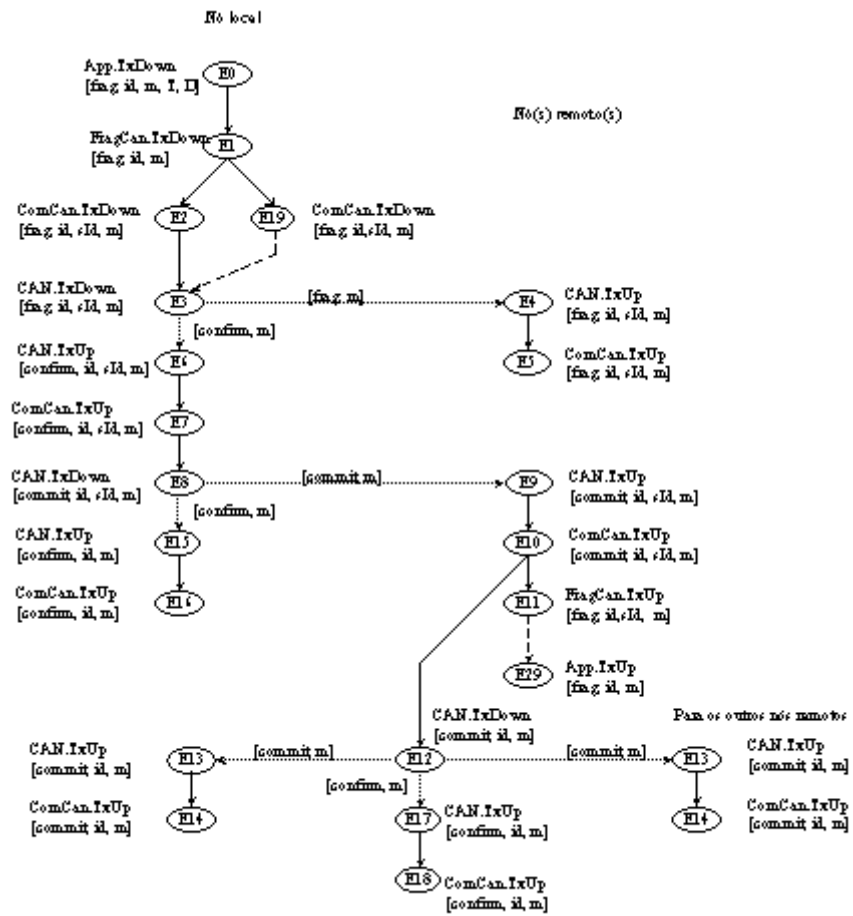 Nó local
App.TxDown
[frag, id, m, T, D]
E0
Nó(s) remoto(s)
FragCan.TxDown
[frag, id, m]
E1
ComCan.TxDown
[frag, id, sId, m]
E2
E19
ComCan.TxDown
[frag, id, sId, m]
CAN.TxDown
[frag, id, sId, m]
E3
[frag, m]
E4
CAN.TxUp
[frag, id, sId, m]
[confirm, m]
CAN.TxUp
[confirm, id, sId, m]
E6
E5
ComCan.TxUp
[frag, id, sId, m]
ComCan.TxUp
[confirm, id, sId, m]
E7
CAN.TxDown
[commit, id, sId, m]
E8
[commit, m]
E9
CAN.TxUp
[commit, id, sId, m]
[confirm, m]
CAN.TxUp
[confirm, id, m]
E15
E10
ComCan.TxUp
[commit, id, sId, m]
ComCan.TxUp
[confirm, id, m]
E16
E11
FragCan.TxUp
[frag, id, sId, m]
E29
App.TxUp
[frag, id, m]
CAN.TxDown
[commit, id, m]
Para os outros nós remotos
CAN.TxUp
[commit, id, m]
E13
[commit, m]
E12
[commit, m]
E13
CAN.TxUp
[commit, id, m]
[confirm, m]
ComCan.TxUp
[commit, id, m]
E14
E17
CAN.TxUp
[confirm, id, m]
E14
ComCan.TxUp
[commit, id, m]
E18
ComCan.TxUp
[confirm, id, m]